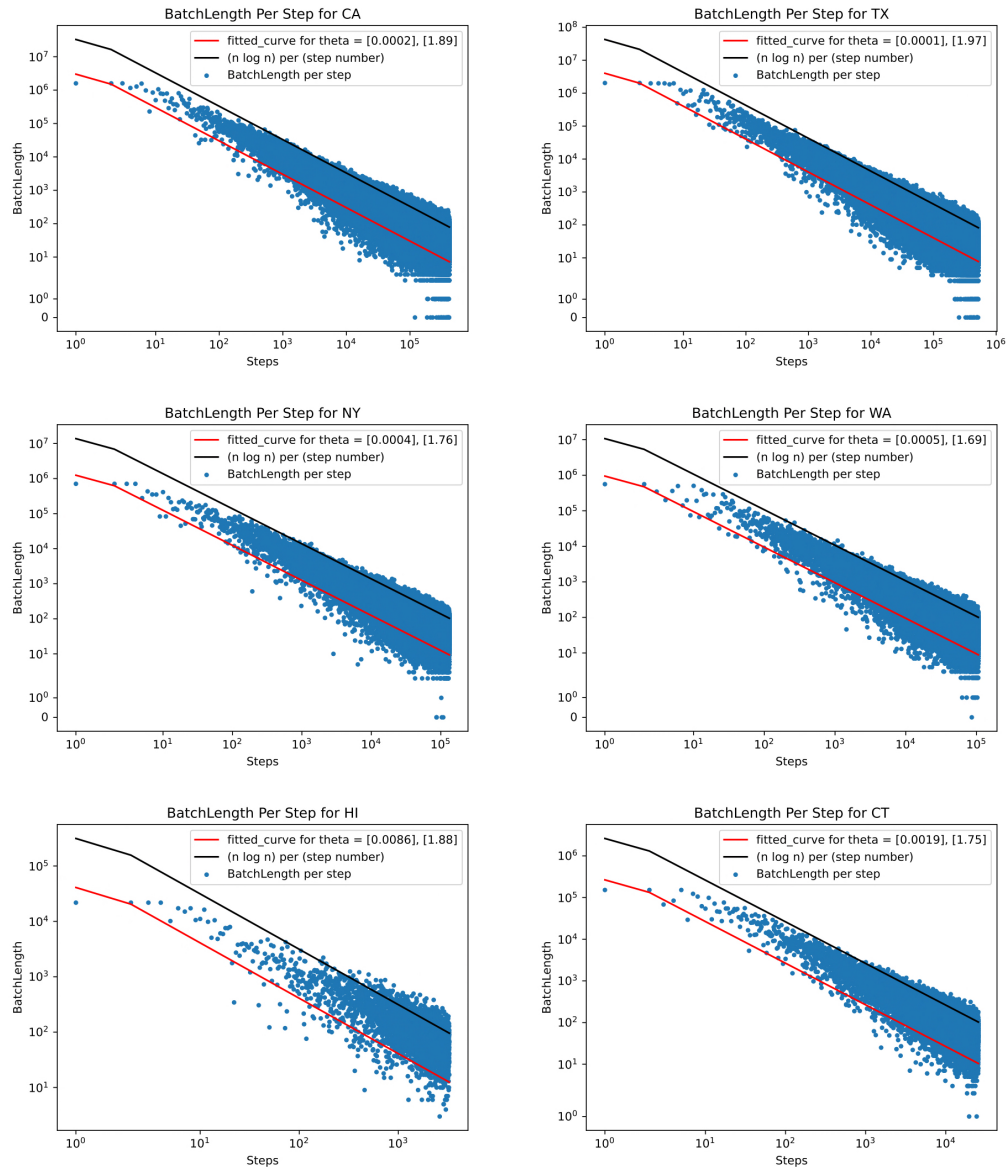 BatchLength Per Step for CA
fitted_curve for theta = [0.0002], [1.89]
(n log n) per (step number)
BatchLength per step
BatchLength
10^7
10^6
10^5
10^4
10^3
10^2
10^1
10^0
0
10^0 10^1 10^2 10^3 10^4 10^5
Steps
BatchLength Per Step for TX
fitted_curve for theta = [0.0001], [1.97]
(n log n) per (step number)
BatchLength per step
BatchLength
10^8
10^7
10^6
10^5
10^4
10^3
10^2
10^1
10^0
0
10^0 10^1 10^2 10^3 10^4 10^5 10^6
Steps
BatchLength Per Step for NY
fitted_curve for theta = [0.0004], [1.76]
(n log n) per (step number)
BatchLength per step
BatchLength
10^7
10^6
10^5
10^4
10^3
10^2
10^1
10^0
0
10^0 10^1 10^2 10^3 10^4 10^5
Steps
BatchLength Per Step for WA
fitted_curve for theta = [0.0005], [1.69]
(n log n) per (step number)
BatchLength per step
BatchLength
10^7
10^6
10^5
10^4
10^3
10^2
10^1
10^0
0
10^0 10^1 10^2 10^3 10^4 10^5
Steps
BatchLength Per Step for HI
fitted_curve for theta = [0.0086], [1.88]
(n log n) per (step number)
BatchLength per step
BatchLength
10^5
10^4
10^3
10^2
10^1
10^0 10^1 10^2 10^3
Steps
BatchLength Per Step for CT
fitted_curve for theta = [0.0019], [1.75]
(n log n) per (step number)
BatchLength per step
BatchLength
10^6
10^5
10^4
10^3
10^2
10^1
10^0
10^0 10^1 10^2 10^3 10^4
Steps